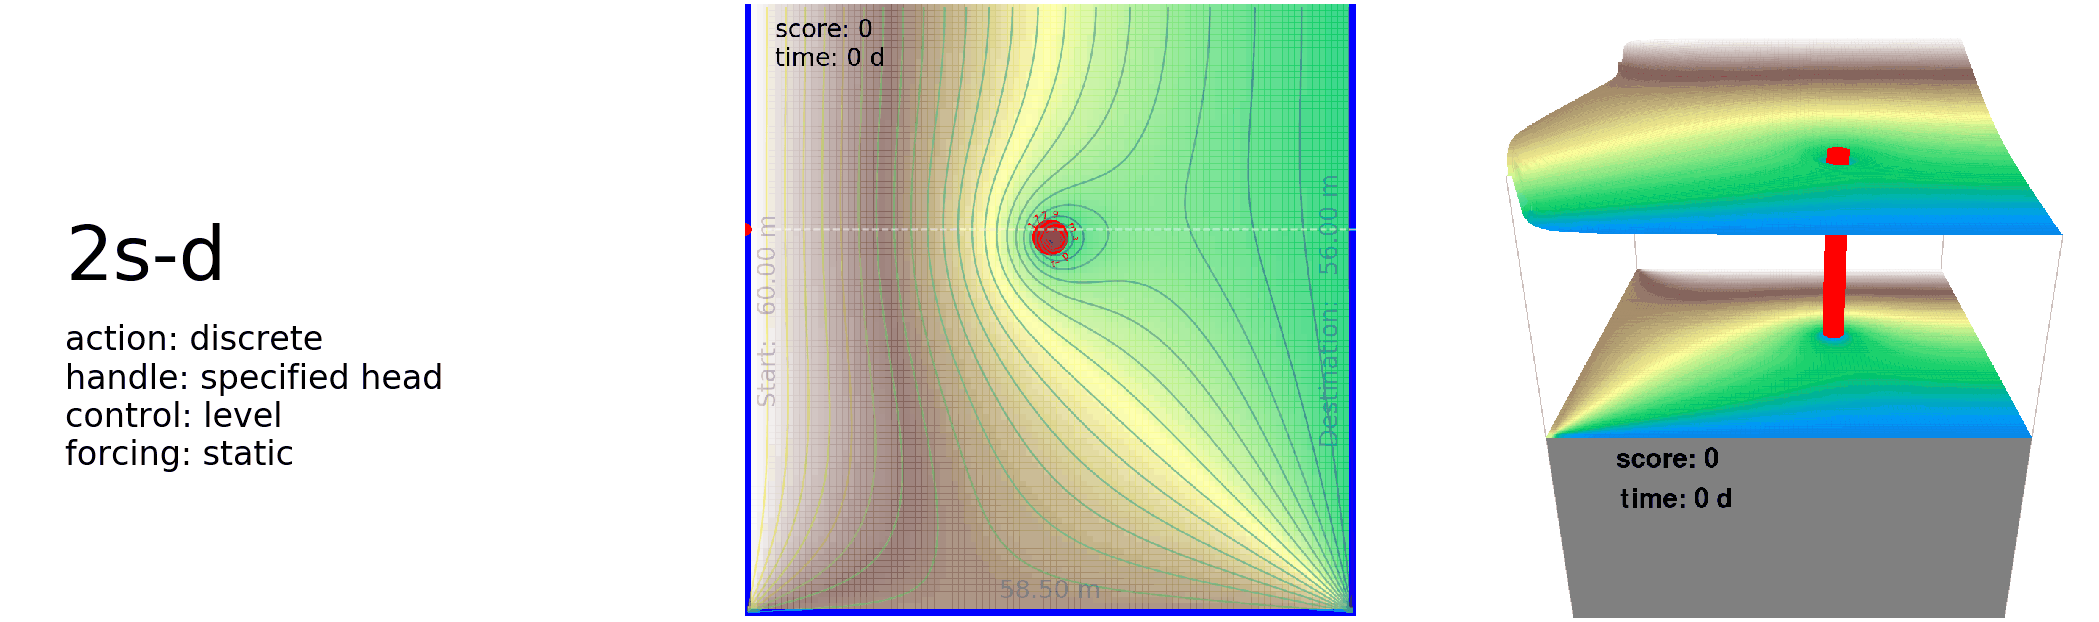 2s-d
action: discrete
handle: specified head
control: level
forcing: static
score: 0
time: 0 d
Start:   60.00 m
Destination:   56.00 m
58.50 m
score: 0
time: 0 d